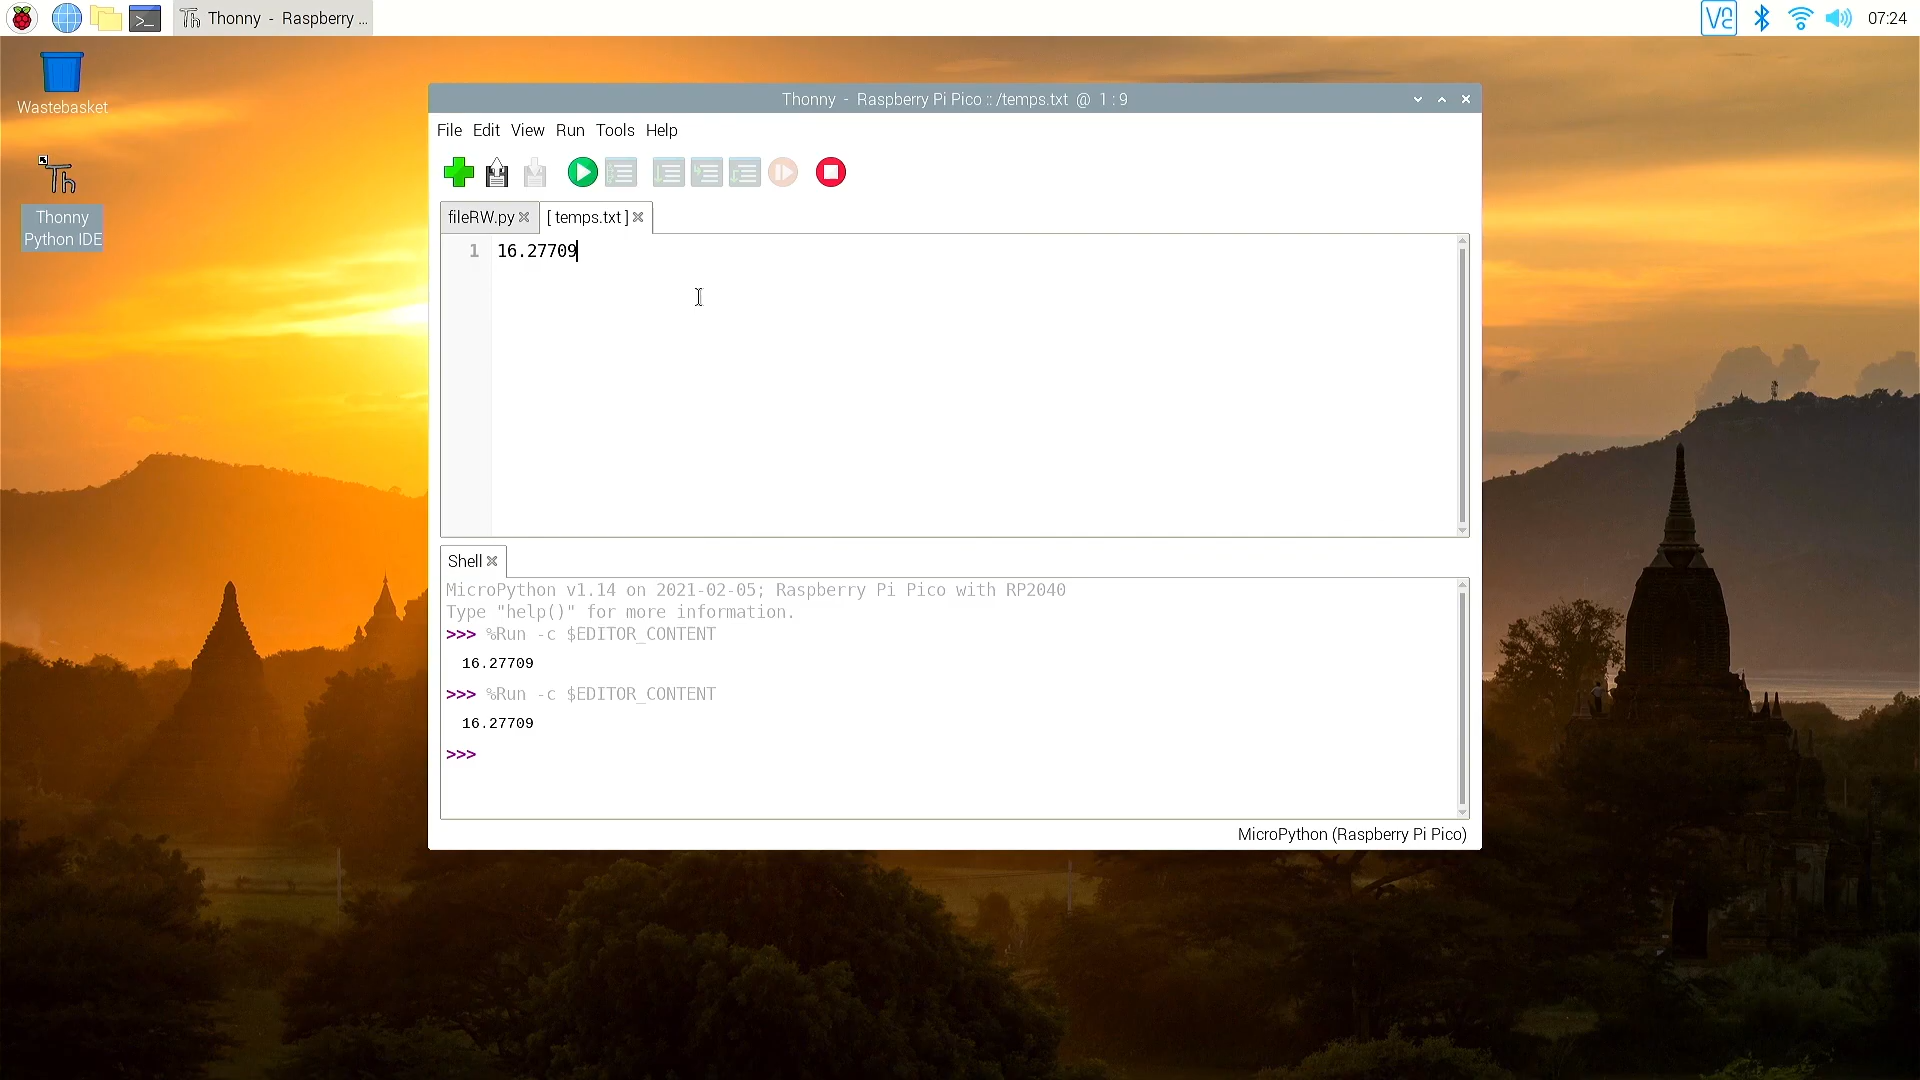 Thonny - Raspberry ...
07:24
Wastebasket
Thonny
Python IDE
Thonny - Raspberry Pi Pico :: /temps.txt @ 1 : 9
File Edit View Run Tools Help
fileRW.py [ temps.txt ]
1 16.27709
Shell
MicroPython v1.14 on 2021-02-05; Raspberry Pi Pico with RP2040
Type "help()" for more information.
>>> %Run -c $EDITOR_CONTENT
16.27709
>>> %Run -c $EDITOR_CONTENT
16.27709
>>>
MicroPython (Raspberry Pi Pico)